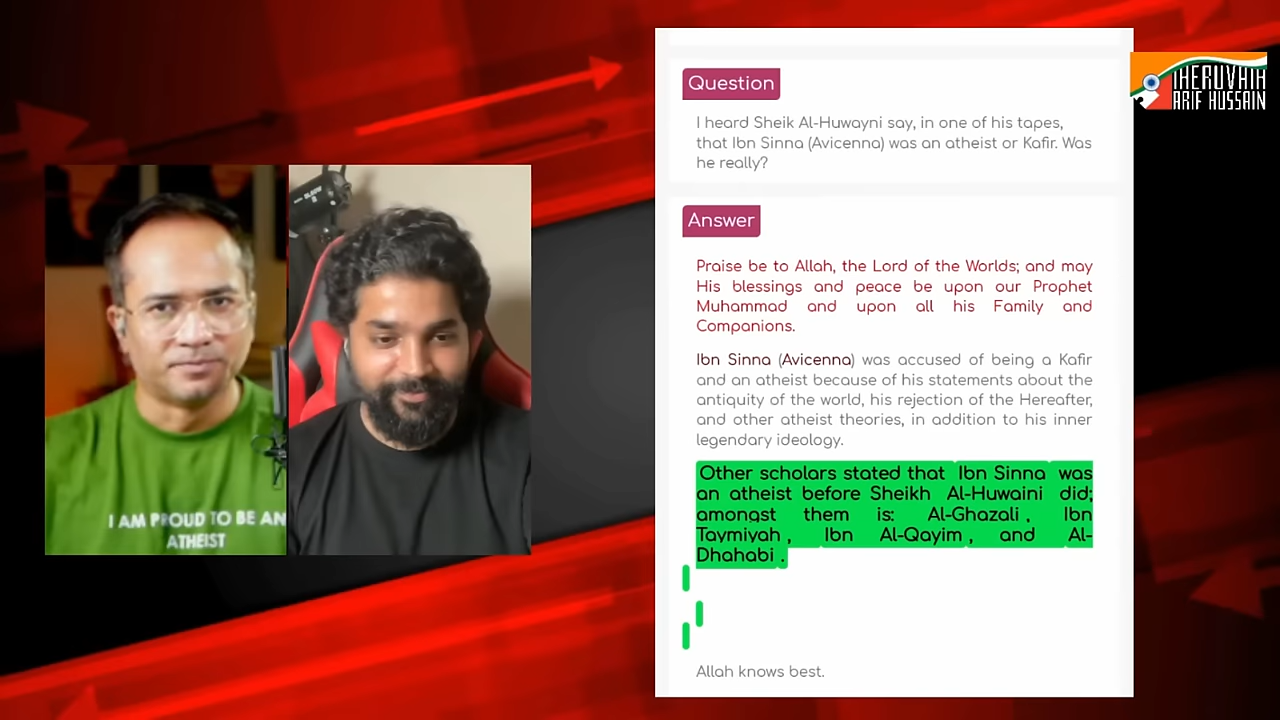 THERUVATH
ARIF HUSSAIN
Question
I heard Sheik Al-Huwayni say, in one of his tapes,
that Ibn Sinna (Avicenna) was an atheist or Kafir. Was
he really?
Answer
Praise be to Allah, the Lord of the Worlds; and may
His blessings and peace be upon our Prophet
Muhammad and upon all his Family and
Companions.
Ibn Sinna (Avicenna) was accused of being a Kafir
and an atheist because of his statements about the
antiquity of the world, his rejection of the Hereafter,
and other atheist theories, in addition to his inner
legendary ideology.
Other scholars stated that Ibn Sinna was
an atheist before Sheikh Al-Huwaini did;
amongst them is: Al-Ghazali , Ibn
Taymiyah , Ibn Al-Qayim , and Al-
Dhahabi .
Allah knows best.
I AM PROUD TO BE AN
ATHEIST